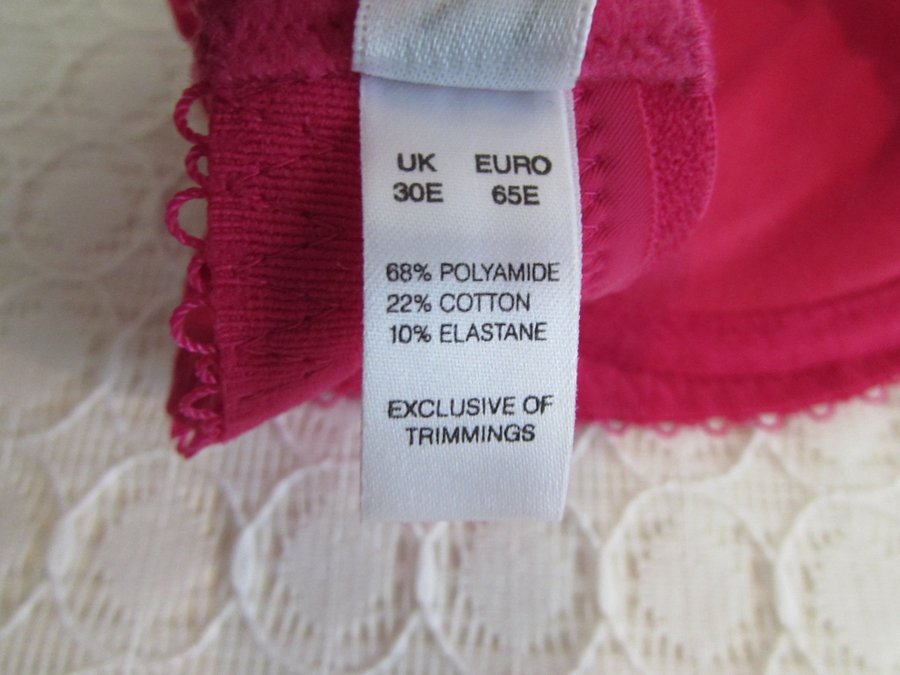 UK EURO
30E 65E
68% POLYAMIDE
22% COTTON
10% ELASTANE
EXCLUSIVE OF
TRIMMINGS